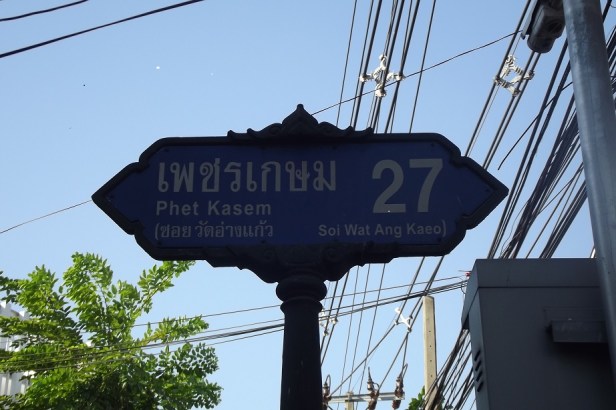 เพชรเกษม 27
Phet Kasem
(ซอย วัดอ่างแก้ว Soi Wat Ang Kaeo)